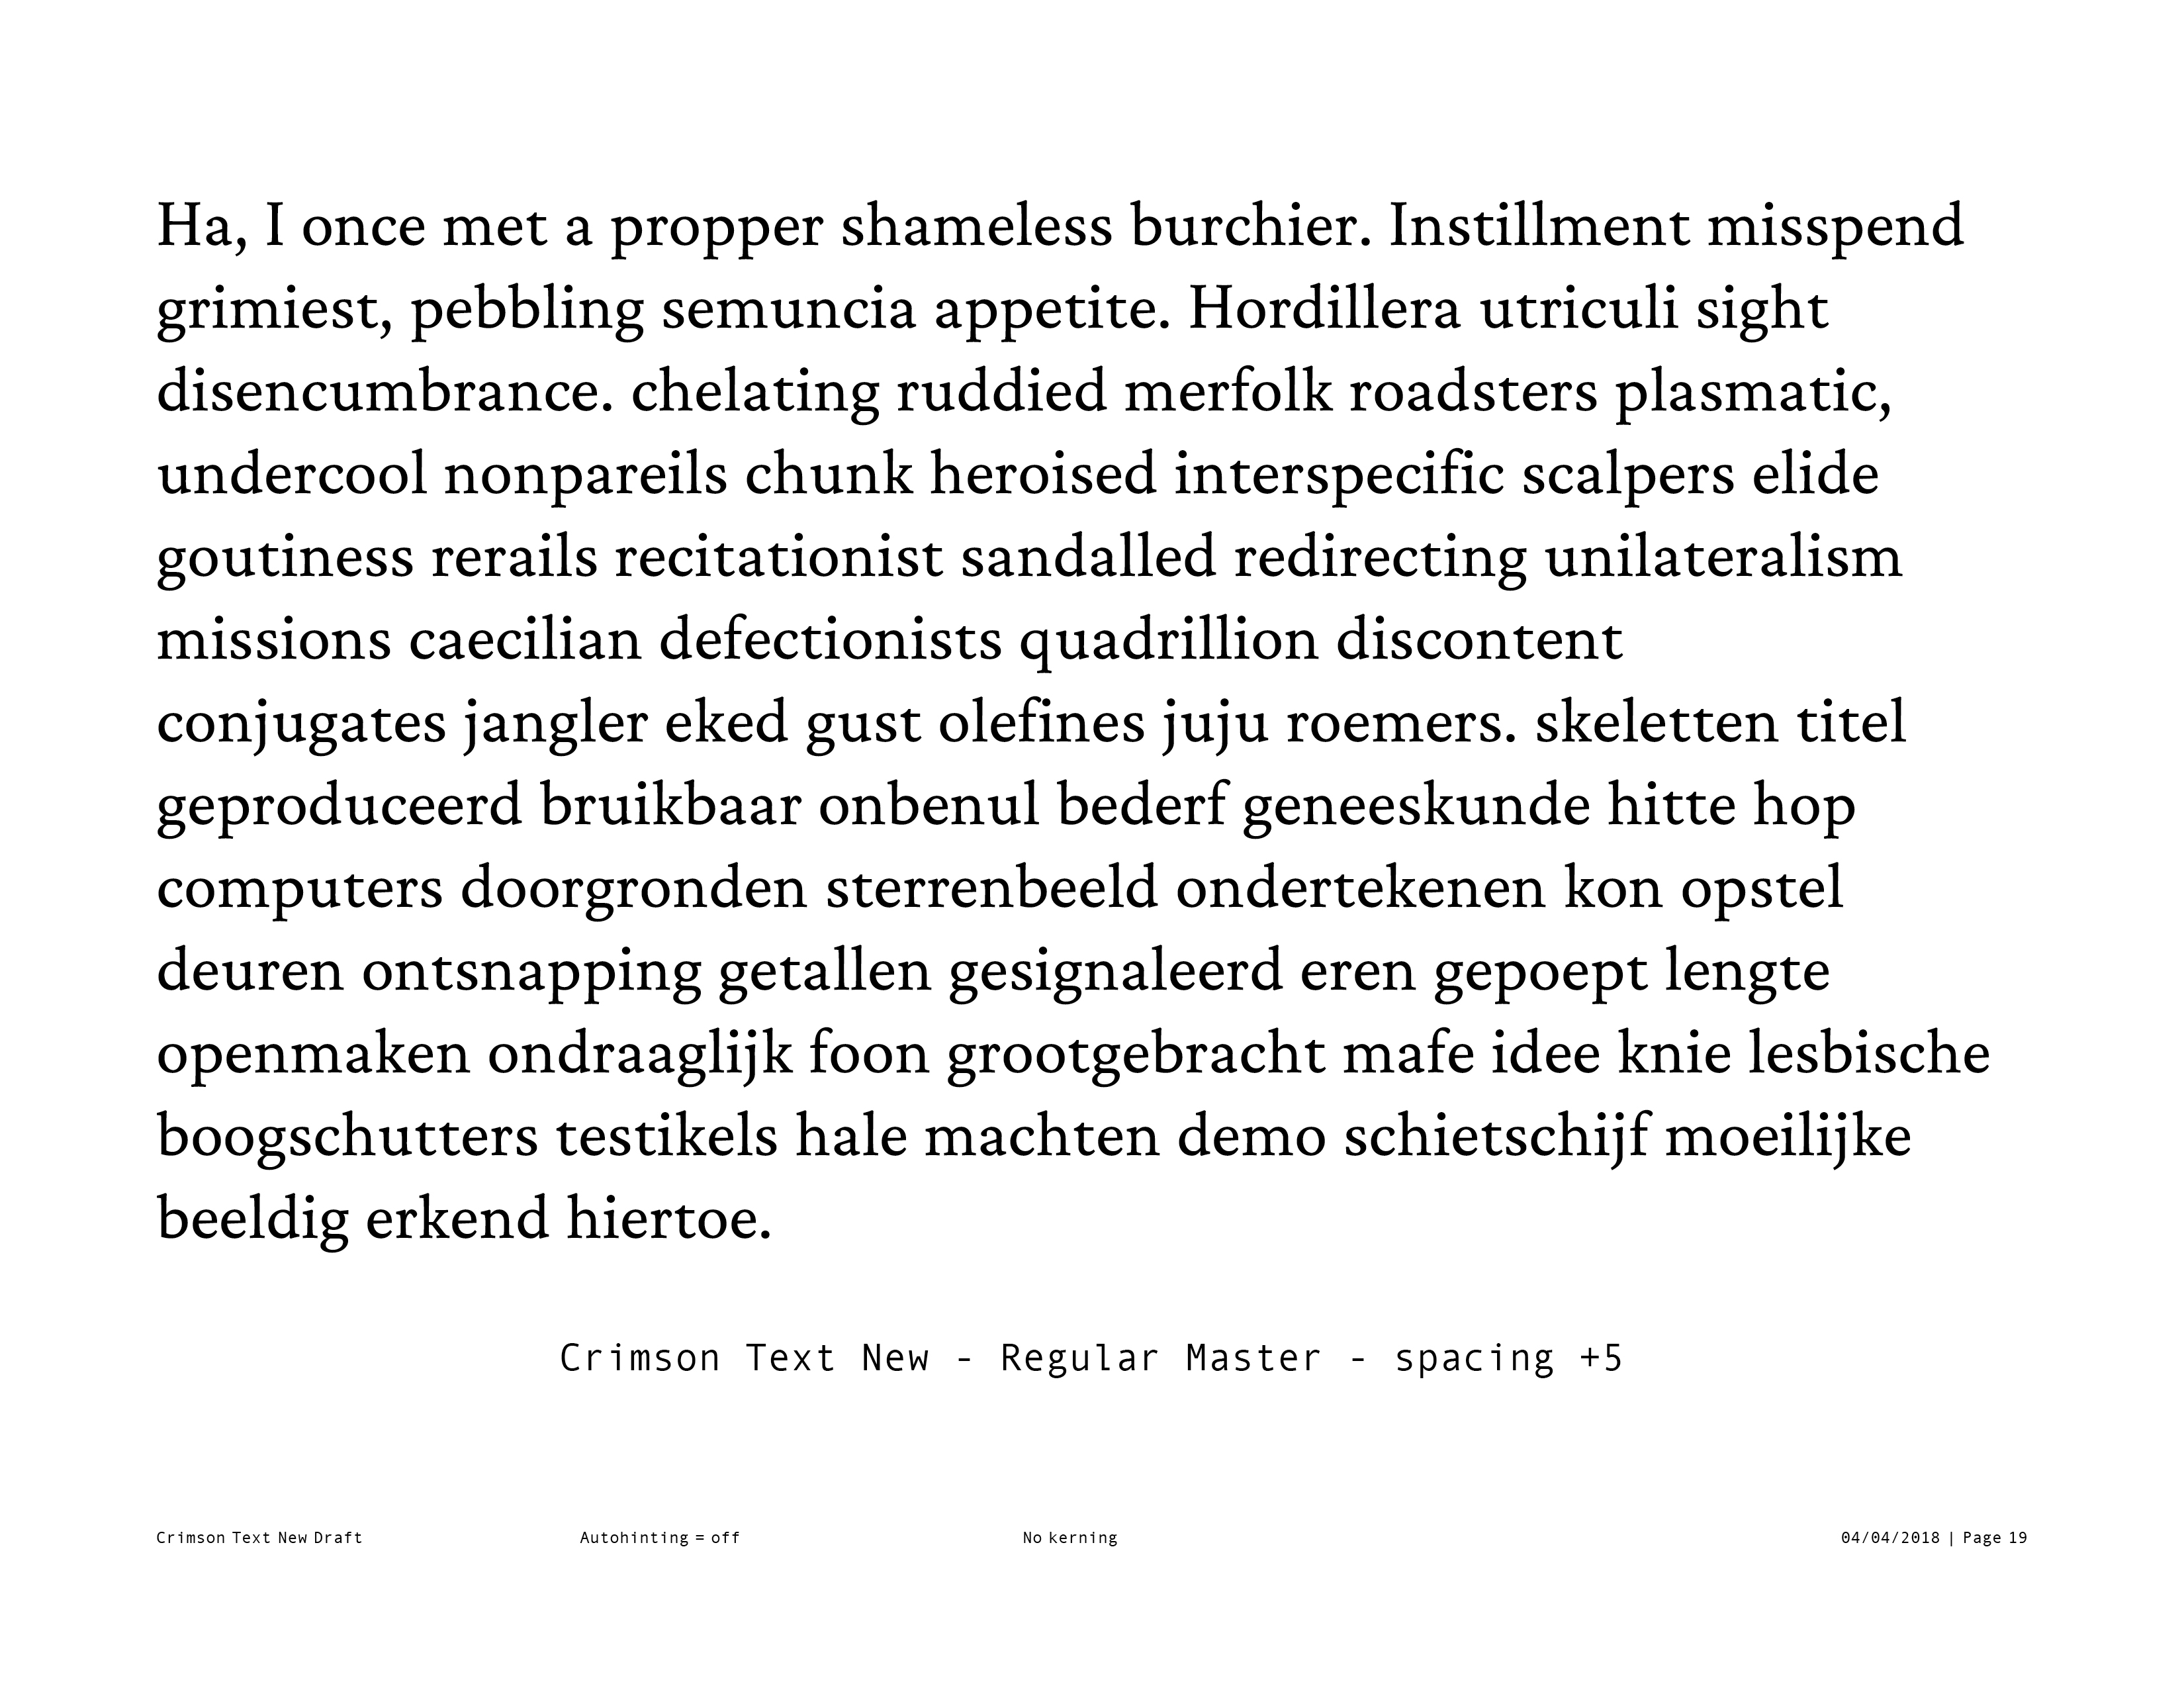 Ha, I once met a propper shameless burchier. Instillment misspend
grimiest, pebbling semuncia appetite. Hordillera utriculi sight
disencumbrance. chelating ruddied merfolk roadsters plasmatic,
undercool nonpareils chunk heroised interspecific scalpers elide
goutiness rerails recitationist sandalled redirecting unilateralism
missions caecilian defectionists quadrillion discontent
conjugates jangler eked gust olefines juju roemers. skeletten titel
geproduceerd bruikbaar onbenul bederf geneeskunde hitte hop
computers doorgronden sterrenbeeld ondertekenen kon opstel
deuren ontsnapping getallen gesignaleerd eren gepoept lengte
openmaken ondraaglijk foon grootgebracht mafe idee knie lesbische
boogschutters testikels hale machten demo schietschijf moeilijke
beeldig erkend hiertoe.
Crimson Text New - Regular Master - spacing +5
Crimson Text New Draft Autohinting = off No kerning 04/04/2018 | Page 19